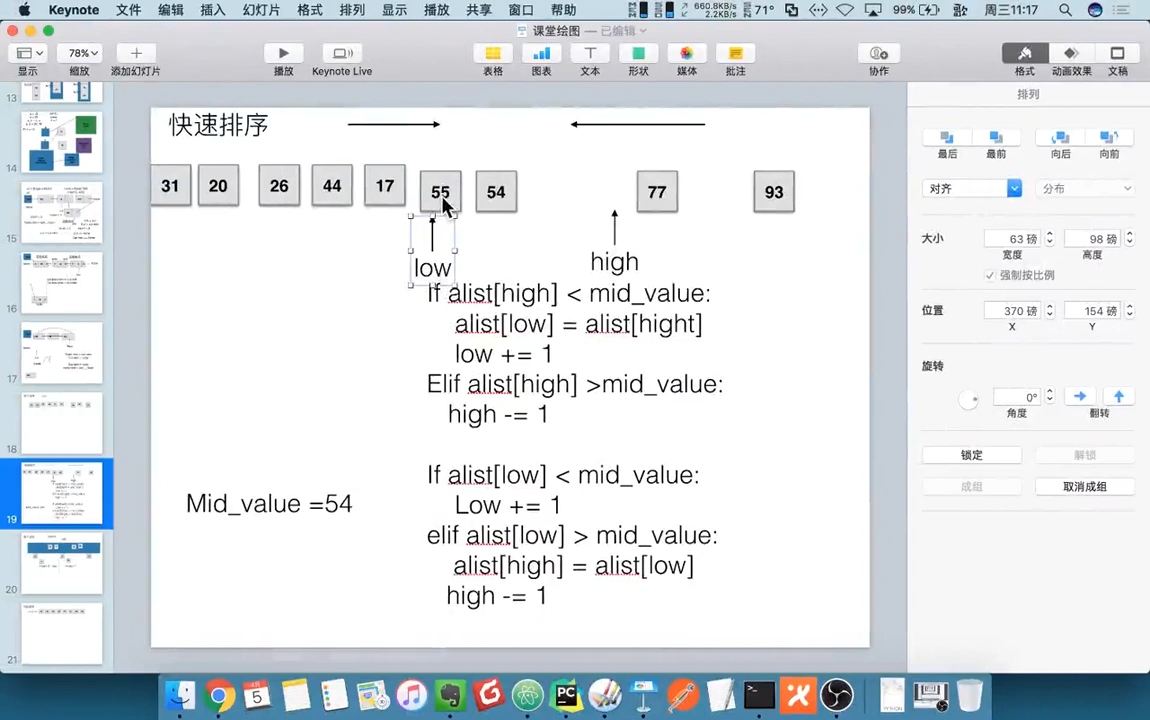 Keynote 文件 编辑 插入 幻灯片 格式 排列 显示 播放 共享 窗口 帮助 660.8KB/s 2.2KB/s 71° 99% 周三11:17
课堂绘图 — 已编辑
78%
显示 缩放 添加幻灯片 播放 Keynote Live 表格 图表 文本 形状 媒体 批注 协作 格式 动画效果 文稿
13
14
15
16
17
18
19
20
21
快速排序
31 20 26 44 17 55 54 77 93
low high
If alist[high] < mid_value:
alist[low] = alist[hight]
low += 1
Elif alist[high] >mid_value:
high -= 1
If alist[low] < mid_value:
Mid_value =54
Low += 1
elif alist[low] > mid_value:
alist[high] = alist[low]
high -= 1
排列
最后 最前 向后 向前
对齐 分布
大小 63 磅 98 磅
宽度 高度
强制按比例
位置 370 磅 154 磅
X Y
旋转
0°
角度 翻转
锁定 解锁
成组 取消成组